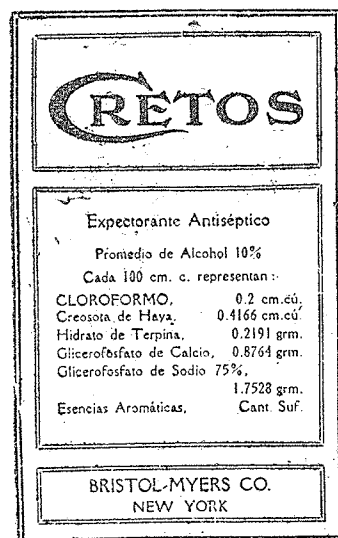 CRETOS
Expectorante Antiséptico
Promedio de Alcohol 10%
Cada 100 cm. c. representan:
CLOROFORMO, 0.2 cm.cú.
Creosota de Haya, 0.4166 cm.cú.
Hidrato de Terpina, 0.2191 grm.
Glicerofosfato de Calcio, 0.8764 grm.
Glicerofosfato de Sodio 75%,
1.7528 grm.
Esencias Aromáticas, Cant. Suf.
BRISTOL-MYERS CO.
NEW YORK